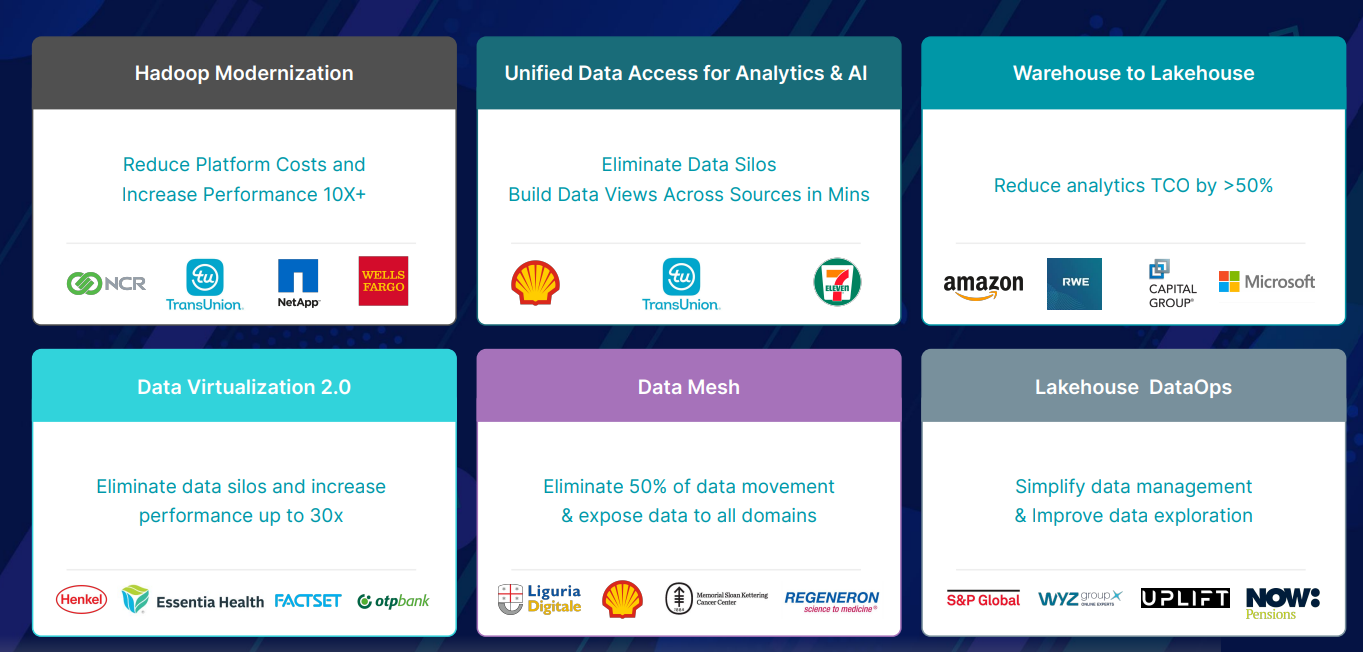 Hadoop Modernization
Reduce Platform Costs and
Increase Performance 10X+
NCR
tu
TransUnion.
NetApp
WELLS
FARGO
Unified Data Access for Analytics & AI
Eliminate Data Silos
Build Data Views Across Sources in Mins
tu
TransUnion.
7
ELEVEN
Warehouse to Lakehouse
Reduce analytics TCO by >50%
amazon
RWE
CAPITAL
GROUP®
Microsoft
Data Virtualization 2.0
Eliminate data silos and increase
performance up to 30x
Henkel
Essentia Health
FACTSET
otpbank
Data Mesh
Eliminate 50% of data movement
& expose data to all domains
Liguria
Digitale
1884
Memorial Sloan Kettering
Cancer Center
REGENERON
science to medicine®
Lakehouse DataOps
Simplify data management
& Improve data exploration
S&P Global
WYZ group X
ONLINE EXPERTS
UPLIFT
NOW:
Pensions